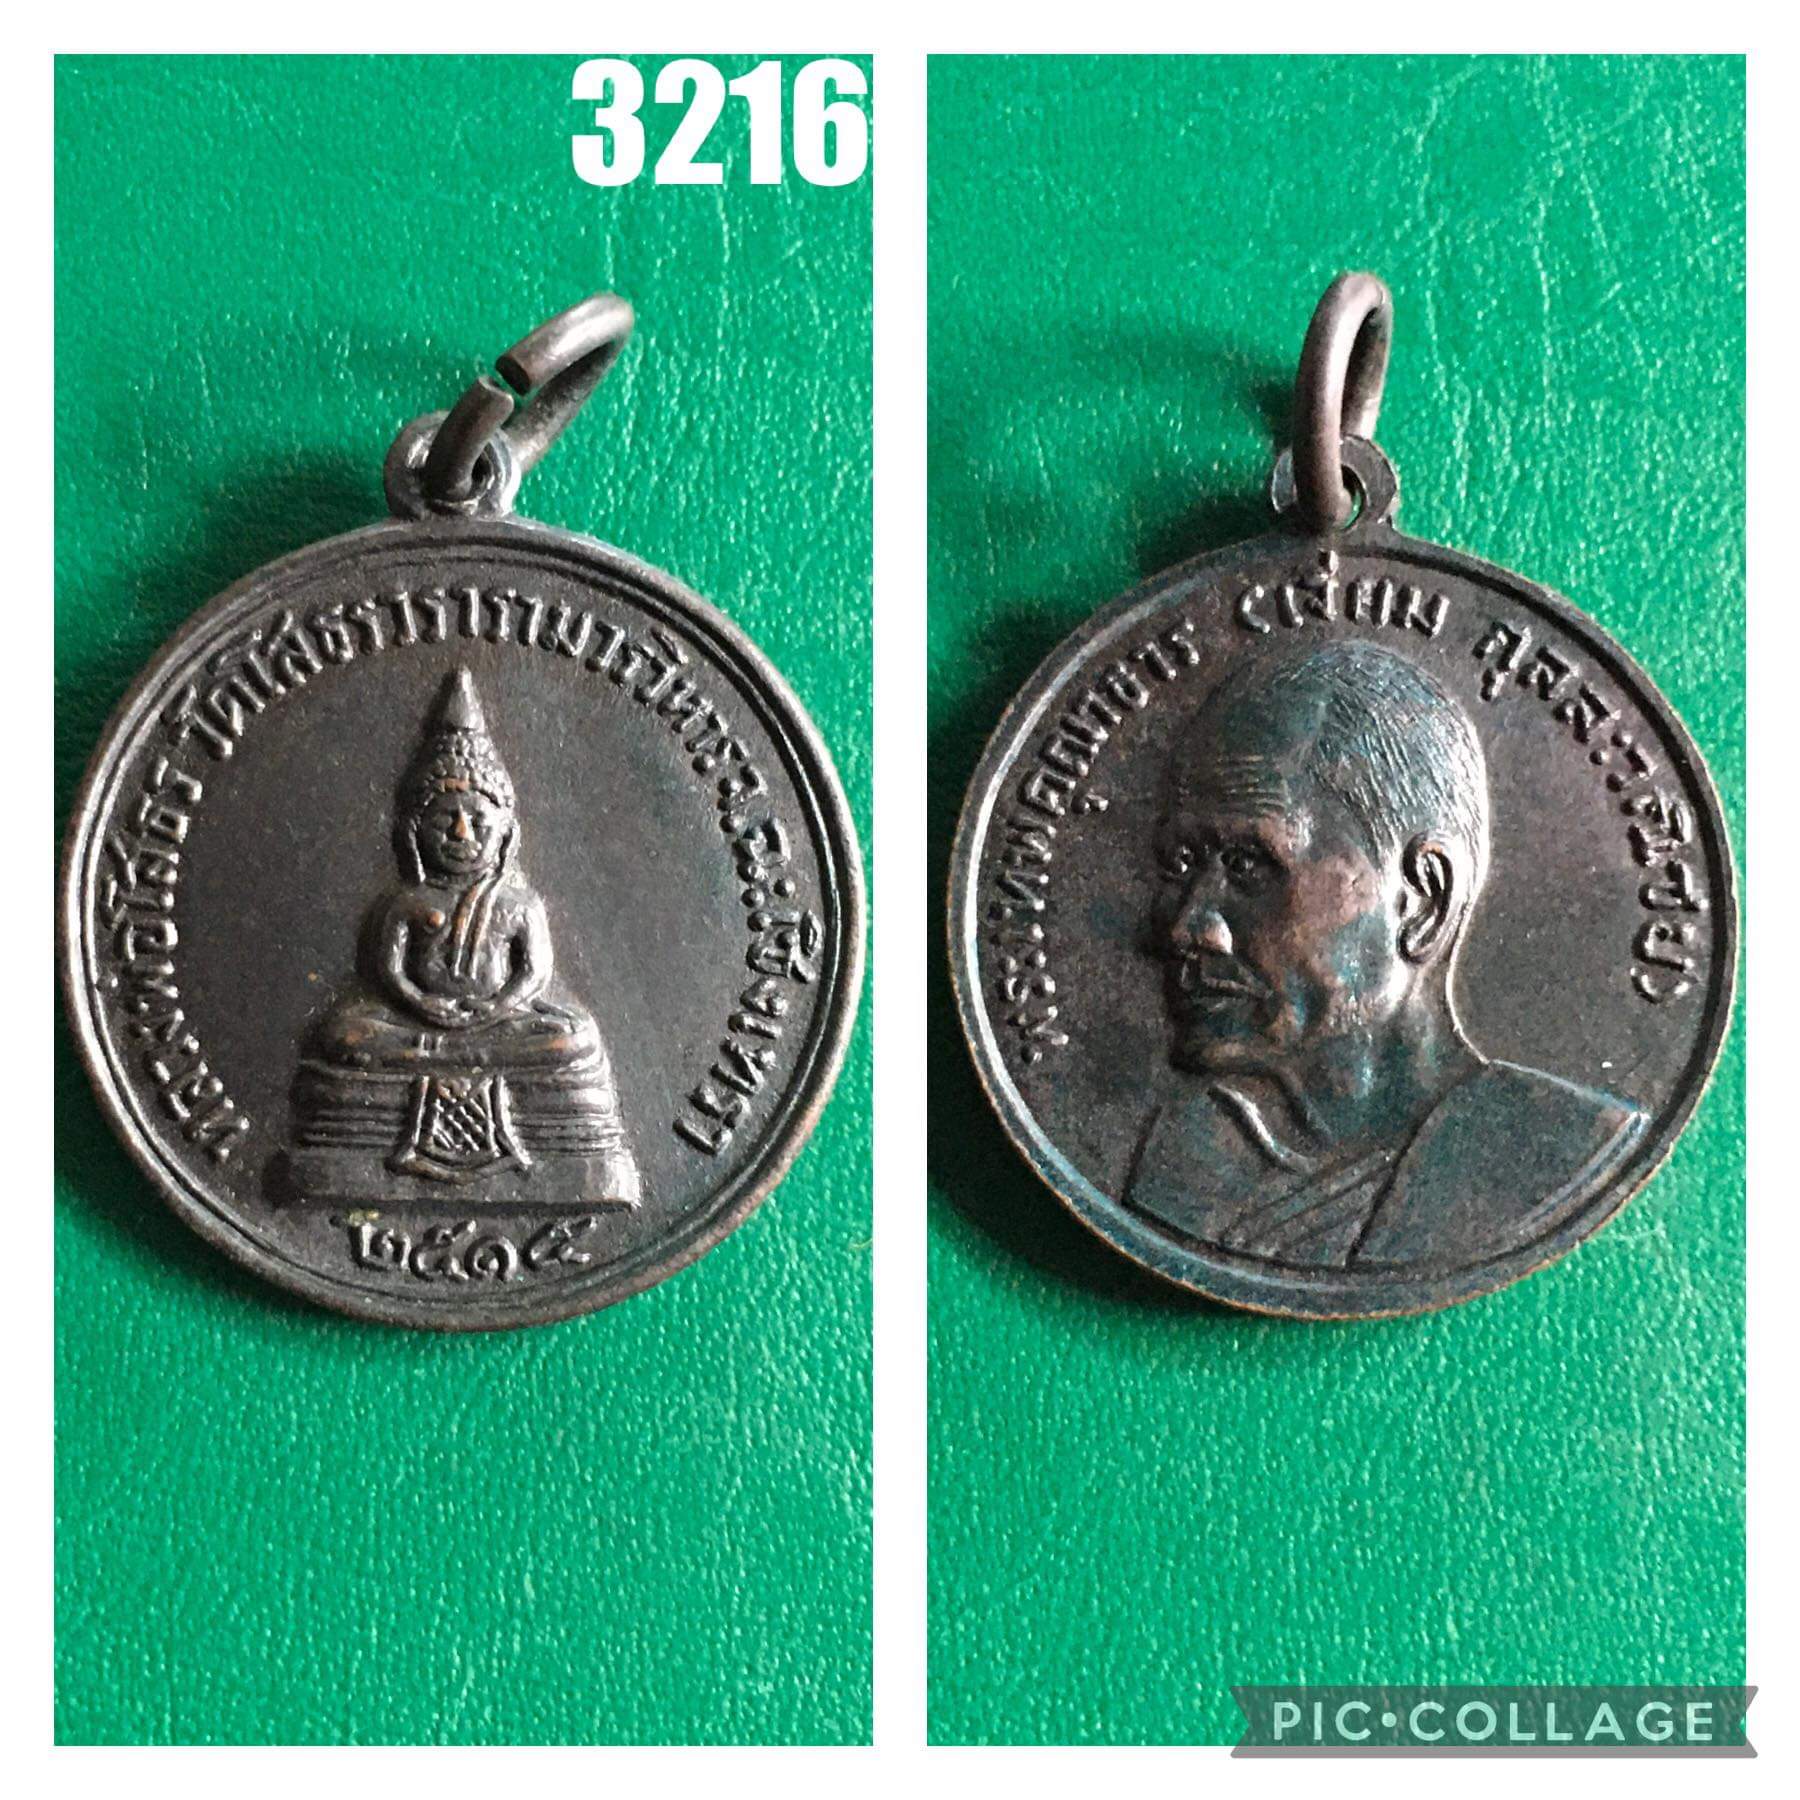 3216
หลวงพ่อโสธร วัดโสธรวรารามวรวิหาร จ.ฉะเชิงเทรา
๒๕๑๕
พระเทพคุณาธาร (เจียม กุลละวณิชย์)
PIC•COLLAGE